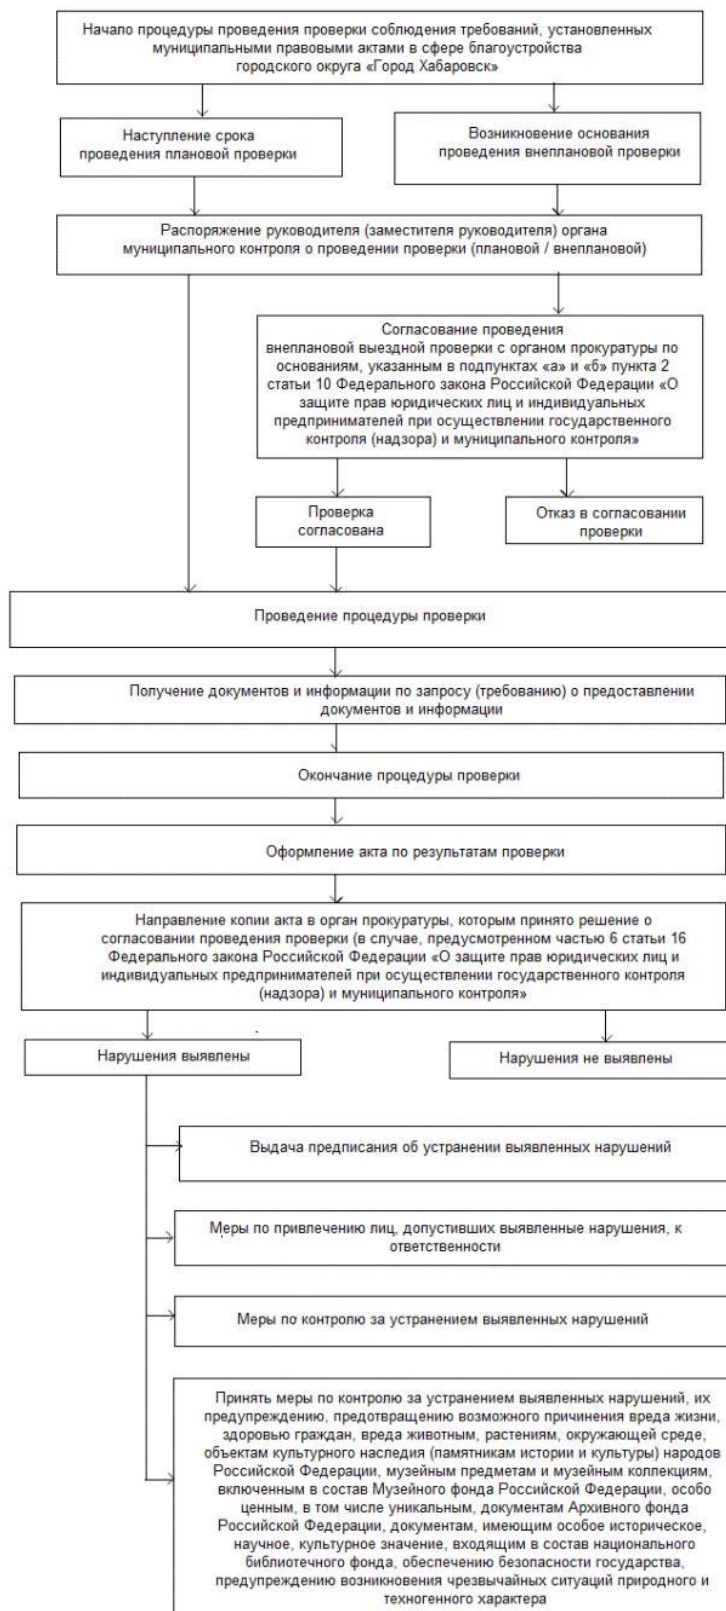 Начало процедуры проведения проверки соблюдения требований, установленных
муниципальными правовыми актами в сфере благоустройства
городского округа «Город Хабаровск»
Наступление срока
проведения плановой проверки
Возникновение основания
проведения внеплановой проверки
Распоряжение руководителя (заместителя руководителя) органа
муниципального контроля о проведении проверки (плановой / внеплановой)
Согласование проведения
внеплановой выездной проверки с органом прокуратуры по
основаниям, указанным в подпунктах «а» и «б» пункта 2
статьи 10 Федерального закона Российской Федерации «О
защите прав юридических лиц и индивидуальных
предпринимателей при осуществлении государственного
контроля (надзора) и муниципального контроля»
Проверка
согласована
Отказ в согласовании
проверки
Проведение процедуры проверки
Получение документов и информации по запросу (требованию) о предоставлении
документов и информации
Окончание процедуры проверки
Оформление акта по результатам проверки
Направление копии акта в орган прокуратуры, которым принято решение о
согласовании проведения проверки (в случае, предусмотренном частью 6 статьи 16
Федерального закона Российской Федерации «О защите прав юридических лиц и
индивидуальных предпринимателей при осуществлении государственного контроля
(надзора) и муниципального контроля»
Нарушения выявлены
Нарушения не выявлены
Выдача предписания об устранении выявленных нарушений
Меры по привлечению лиц, допустивших выявленные нарушения, к
ответственности
Меры по контролю за устранением выявленных нарушений
Принять меры по контролю за устранением выявленных нарушений, их
предупреждению, предотвращению возможного причинения вреда жизни,
здоровью граждан, вреда животным, растениям, окружающей среде,
объектам культурного наследия (памятникам истории и культуры) народов
Российской Федерации, музейным предметам и музейным коллекциям,
включенным в состав Музейного фонда Российской Федерации, особо
ценным, в том числе уникальным, документам Архивного фонда
Российской Федерации, документам, имеющим особое историческое,
научное, культурное значение, входящим в состав национального
библиотечного фонда, обеспечению безопасности государства,
предупреждению возникновения чрезвычайных ситуаций природного и
техногенного характера